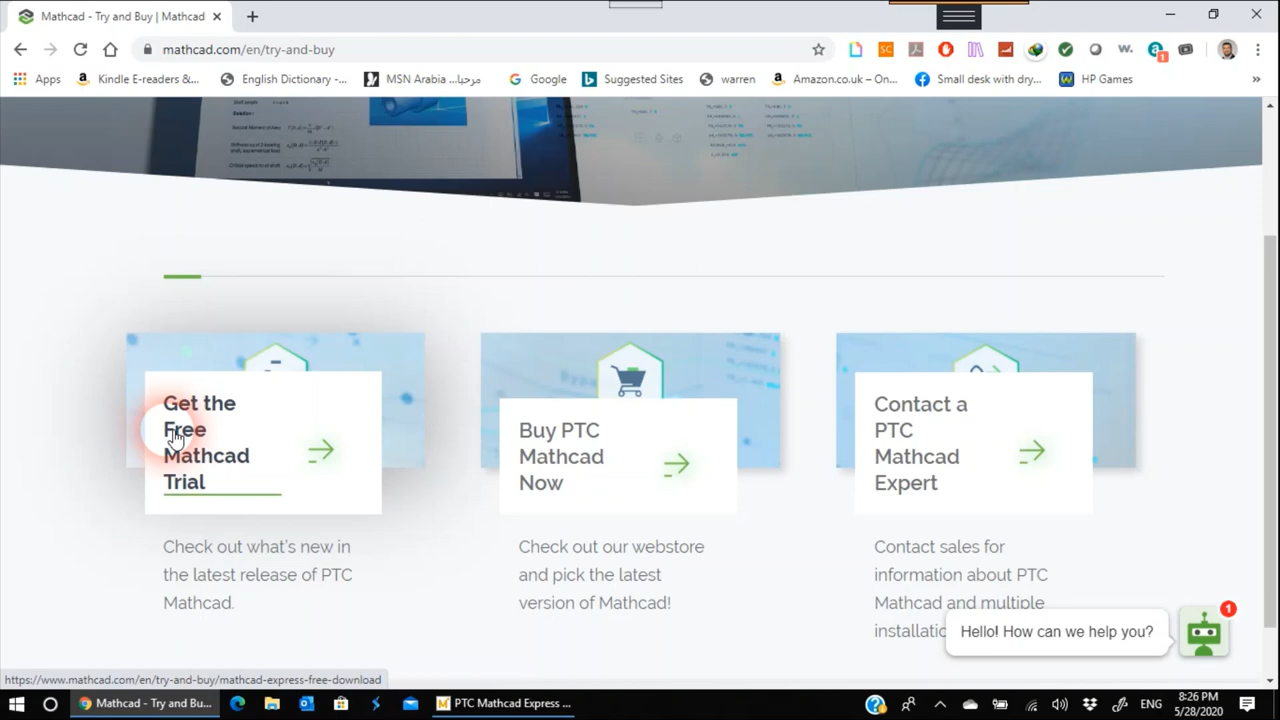 Mathcad - Try and Buy | Mathcad
mathcad.com/en/try-and-buy
SC
W.
a
1
Apps
Kindle E-readers &...
English Dictionary -...
MSN Arabia ...مرحبا
Google
Suggested Sites
warren
Amazon.co.uk – On...
Small desk with dry...
HP Games
»
Solution :
Get the
Free
Mathcad
Trial
Check out what's new in
the latest release of PTC
Mathcad.
Buy PTC
Mathcad
Now
Check out our webstore
and pick the latest
version of Mathcad!
Contact a
PTC
Mathcad
Expert
Contact sales for
information about PTC
Mathcad and multiple
Hello! How can we help you?
1
https://www.mathcad.com/en/try-and-buy/mathcad-express-free-download
Mathcad - Try and Bu...
PTC Mathcad Express ...
ENG
8:26 PM
5/28/2020